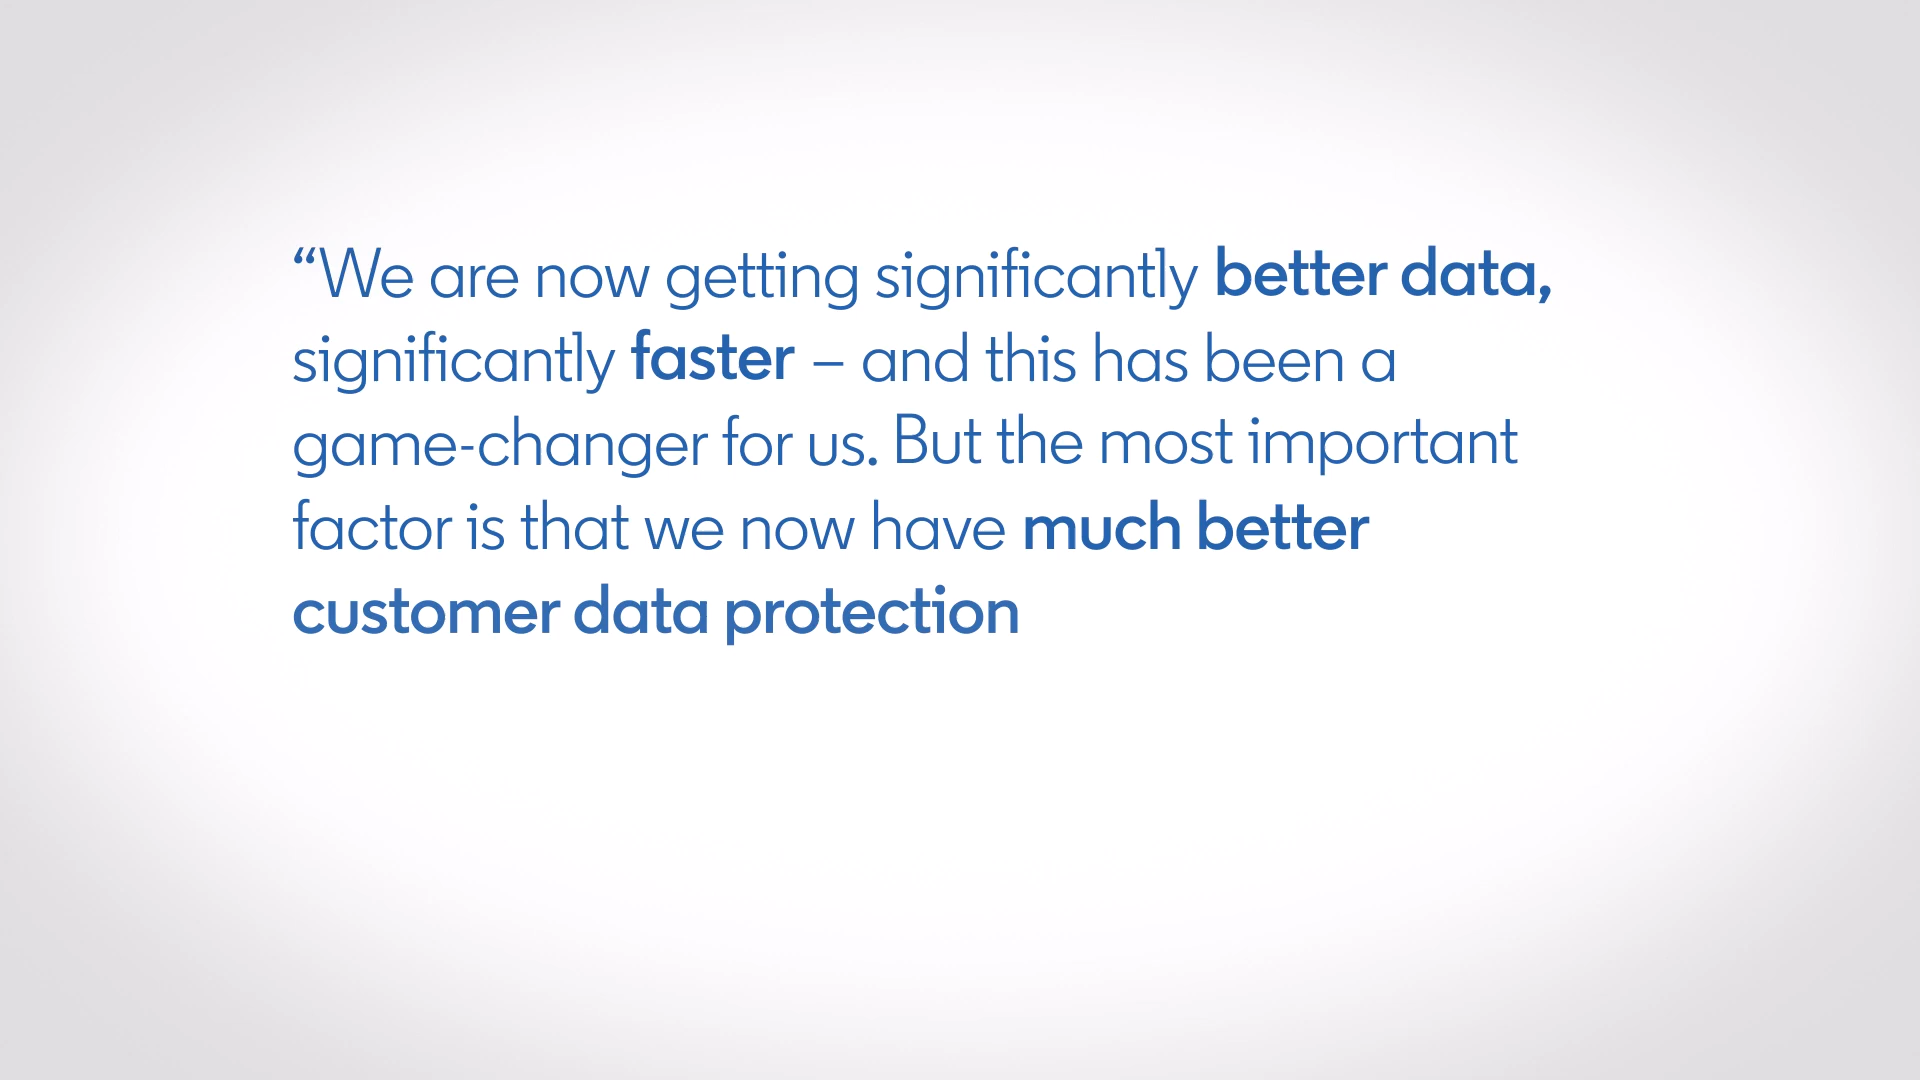 “We are now getting significantly better data,
significantly faster – and this has been a
game-changer for us. But the most important
factor is that we now have much better
customer data protection